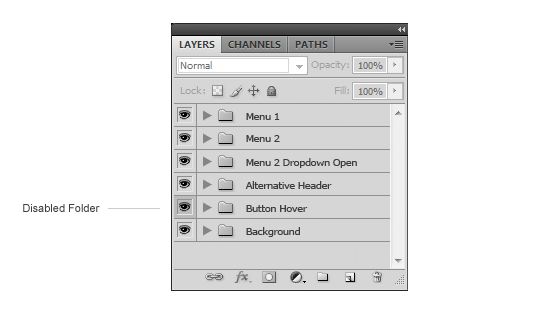 LAYERS CHANNELS PATHS
Normal Opacity: 100%
Lock: Fill: 100%
Menu 1
Menu 2
Menu 2 Dropdown Open
Alternative Header
Disabled Folder Button Hover
Background
fx